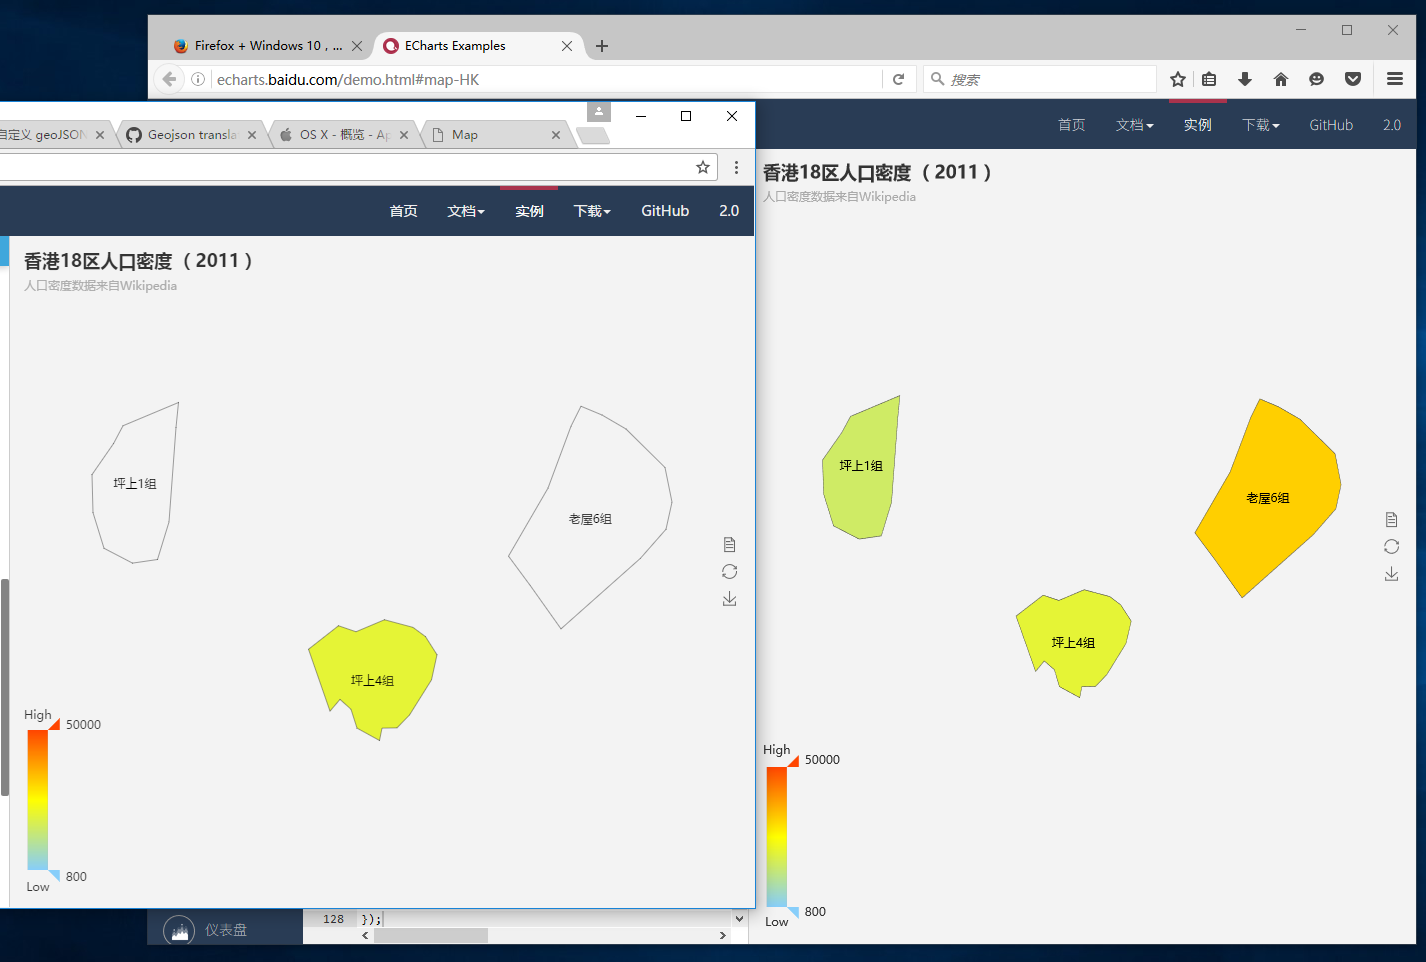 Firefox + Windows 10 , ...
ECharts Examples
echarts.baidu.com/demo.html#map-HK
搜索
首页 文档 实例 下载 GitHub 2.0
香港18区人口密度（2011）
人口密度数据来自Wikipedia
坪上1组
老屋6组
坪上4组
High
50000
800
Low
自定义 geoJSON
Geojson transla
OS X - 概览 - Ap
Map
首页 文档 实例 下载 GitHub 2.0
香港18区人口密度（2011）
人口密度数据来自Wikipedia
坪上1组
老屋6组
坪上4组
High
50000
800
Low
仪表盘
128 });